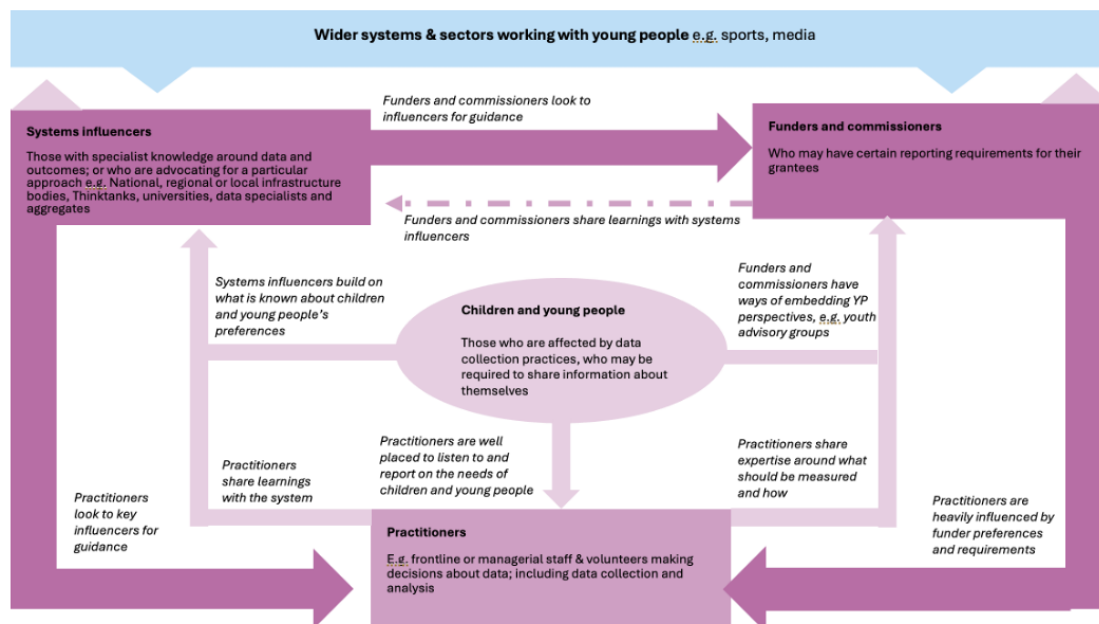 Wider systems & sectors working with young people e.g. sports, media
Funders and commissioners look to
influencers for guidance
Systems influencers
Those with specialist knowledge around data and
outcomes; or who are advocating for a particular
approach e.g. National, regional or local infrastructure
bodies, Thinktanks, universities, data specialists and
aggregates
Funders and commissioners
Who may have certain reporting requirements for their
grantees
Funders and commissioners share learnings with systems
influencers
Systems influencers build on
what is known about children
and young people's
preferences
Children and young people
Those who are affected by data
collection practices, who may be
required to share information about
themselves
Funders and
commissioners have
ways of embedding YP
perspectives, e.g. youth
advisory groups
Practitioners
share learnings
with the system
Practitioners are well
placed to listen to and
report on the needs of
children and young people
Practitioners share
expertise around what
should be measured
and how
Practitioners
look to key
influencers for
guidance
Practitioners are
heavily influenced by
funder preferences
and requirements
Practitioners
E.g. frontline or managerial staff & volunteers making
decisions about data; including data collection and
analysis